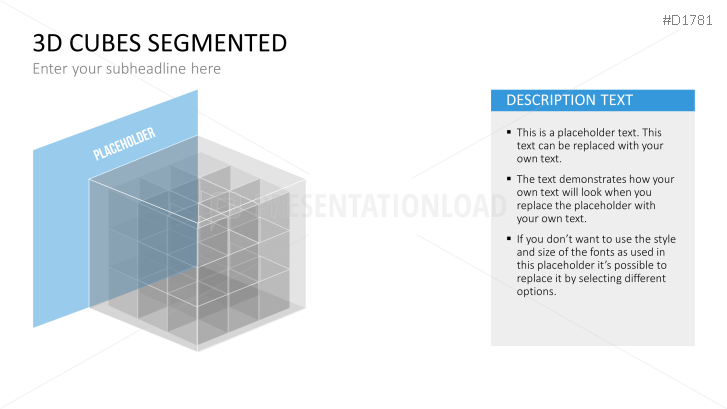 #D1781
3D CUBES SEGMENTED
Enter your subheadline here
PLACEHOLDER
DESCRIPTION TEXT
▪ This is a placeholder text. This
text can be replaced with your
own text.
▪ The text demonstrates how your
own text will look when you
replace the placeholder with
your own text.
▪ If you don’t want to use the style
and size of the fonts as used in
this placeholder it’s possible to
replace it by selecting different
options.